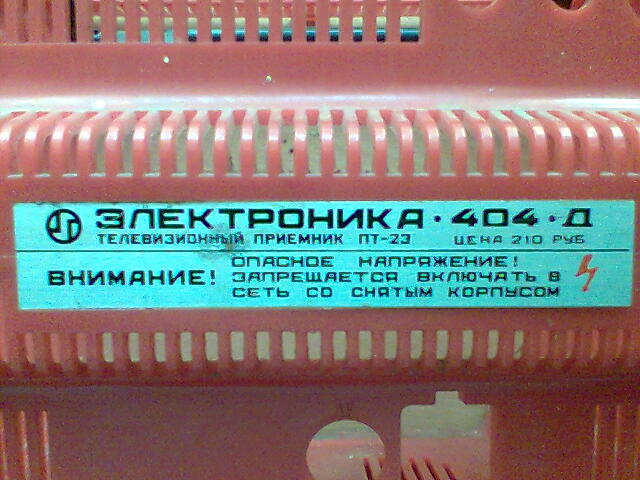 ЭЛЕКТРОНИКА · 404 · Д
ТЕЛЕВИЗИОННЫЙ ПРИЕМНИК ПТ-23 ЦЕНА 210 РУБ
ВНИМАНИЕ!
ОПАСНОЕ НАПРЯЖЕНИЕ!
ЗАПРЕЩАЕТСЯ ВКЛЮЧАТЬ В
СЕТЬ СО СНЯТЫМ КОРПУСОМ